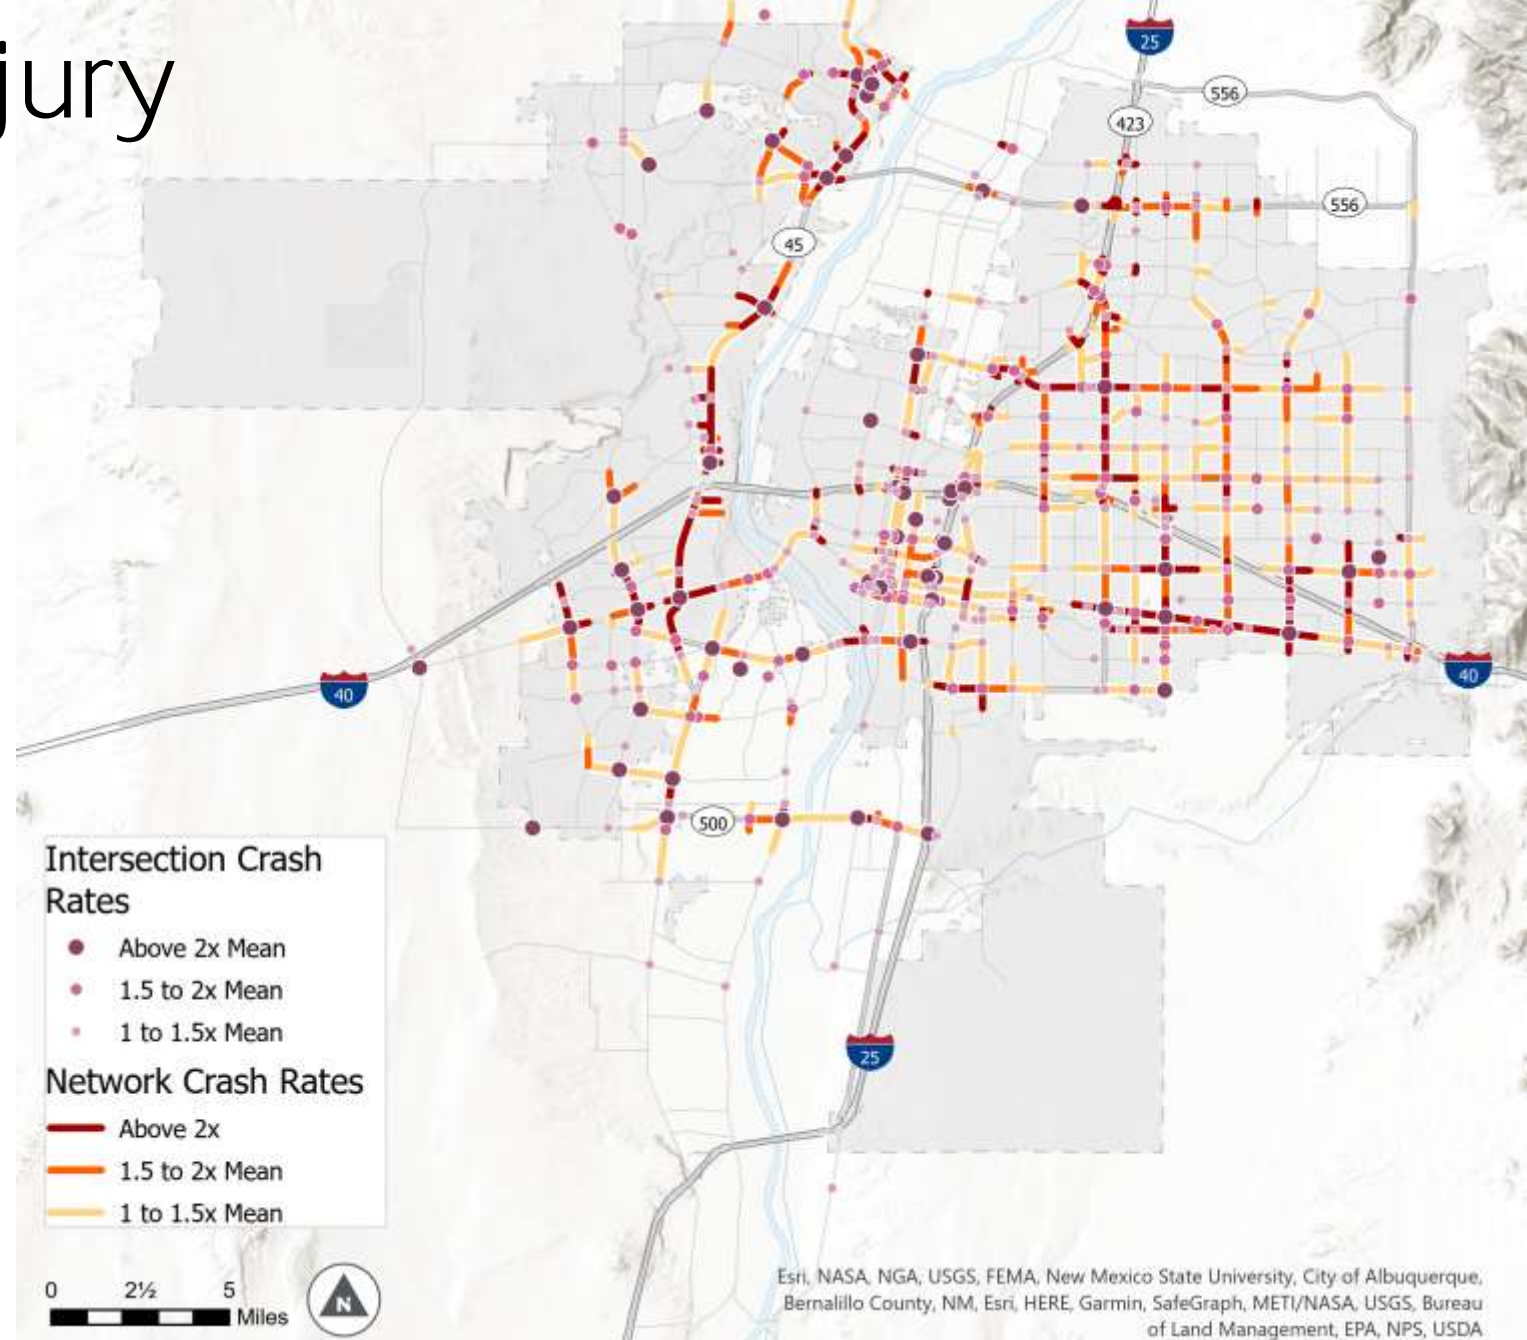 jury
25
556
423
556
45
40
40
500
Intersection Crash
Rates
Above 2x Mean
1.5 to 2x Mean
1 to 1.5x Mean
25
Network Crash Rates
Above 2x
1.5 to 2x Mean
1 to 1.5x Mean
0 2½ 5
Miles
N
Esri, NASA, NGA, USGS, FEMA, New Mexico State University, City of Albuquerque,
Bernalillo County, NM, Esri, HERE, Garmin, SafeGraph, METI/NASA, USGS, Bureau
of Land Management, EPA, NPS, USDA